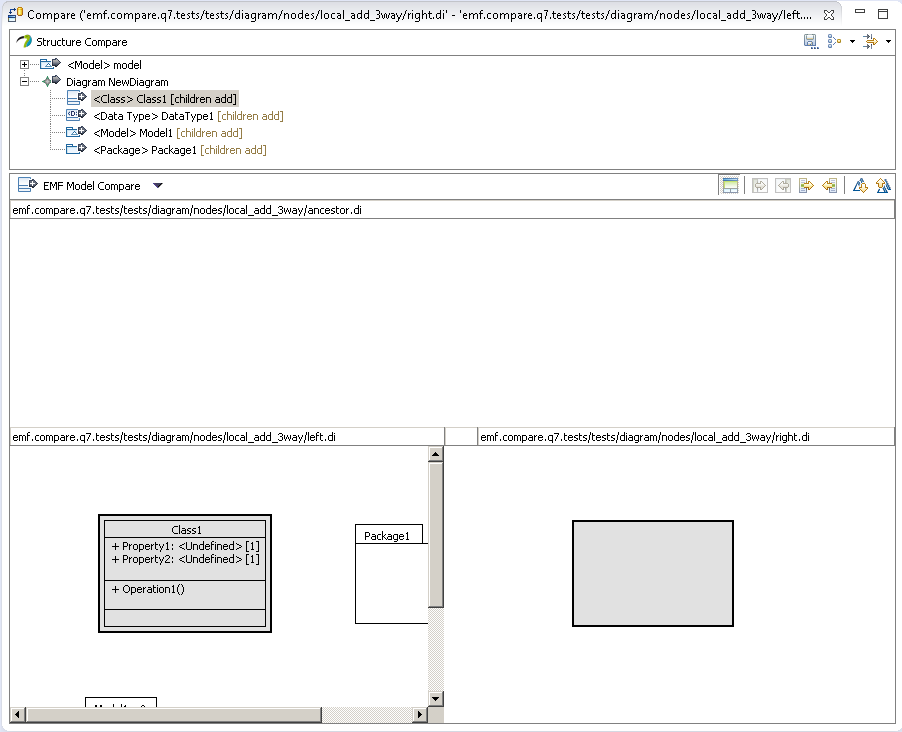 Compare ('emf.compare.q7.tests/tests/diagram/nodes/local_add_3way/right.di' - 'emf.compare.q7.tests/tests/diagram/nodes/local_add_3way/left....
Structure Compare
<Model> model
Diagram NewDiagram
<Class> Class1 [children add]
<Data Type> DataType1 [children add]
<Model> Model1 [children add]
<Package> Package1 [children add]
EMF Model Compare
emf.compare.q7.tests/tests/diagram/nodes/local_add_3way/ancestor.di
emf.compare.q7.tests/tests/diagram/nodes/local_add_3way/left.di
emf.compare.q7.tests/tests/diagram/nodes/local_add_3way/right.di
Class1
+ Property1: <Undefined> [1]
+ Property2: <Undefined> [1]
+ Operation1()
Package1